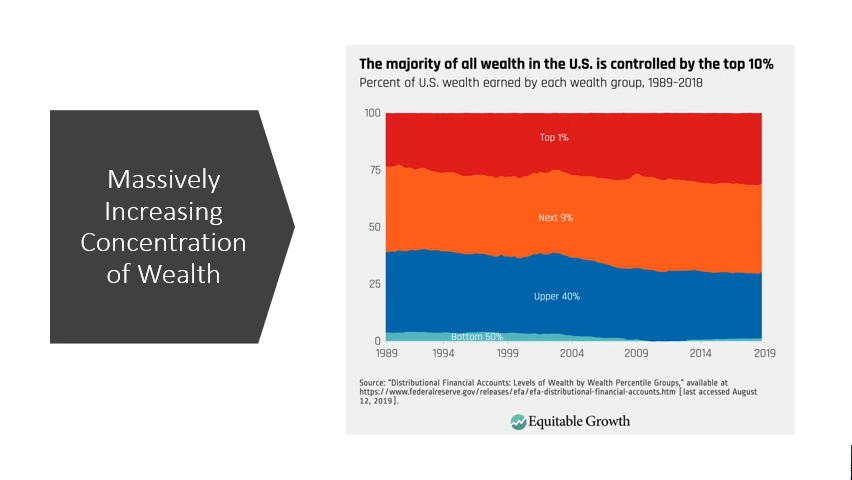 Massively
Increasing
Concentration
of Wealth
The majority of all wealth in the U.S. is controlled by the top 10%
Percent of U.S. wealth earned by each wealth group, 1989–2018
100
75
50
25
0
Top 1%
Next 9%
Upper 40%
Bottom 50%
1989 1994 1999 2004 2009 2014 2019
Source: "Distributional Financial Accounts: Levels of Wealth by Wealth Percentile Groups," available at
https://www.federalreserve.gov/releases/efa/efa-distributional-financial-accounts.htm [last accessed August
12, 2019].
Equitable Growth